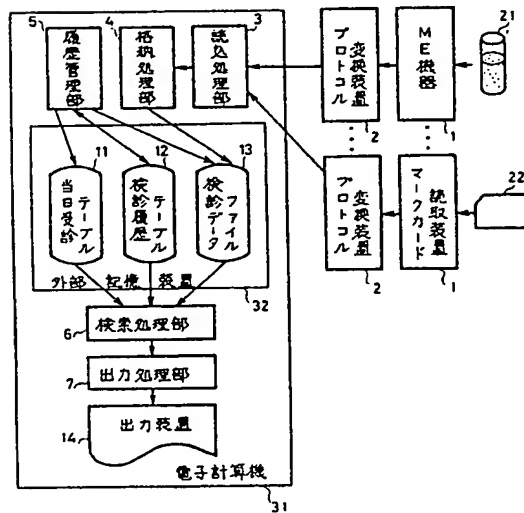 5
履歴管理部
4
格納処理部
3
読込処理部
プロトコル
変換装置
2
ME機器
1
21
11
当日受診
テーブル
12
検診履歴
テーブル
13
検診データ
ファイル
外部記憶装置
32
プロトコル
変換装置
2
マークカード
読取装置
1
22
6
検索処理部
7
出力処理部
14
出力装置
電子計算機
31